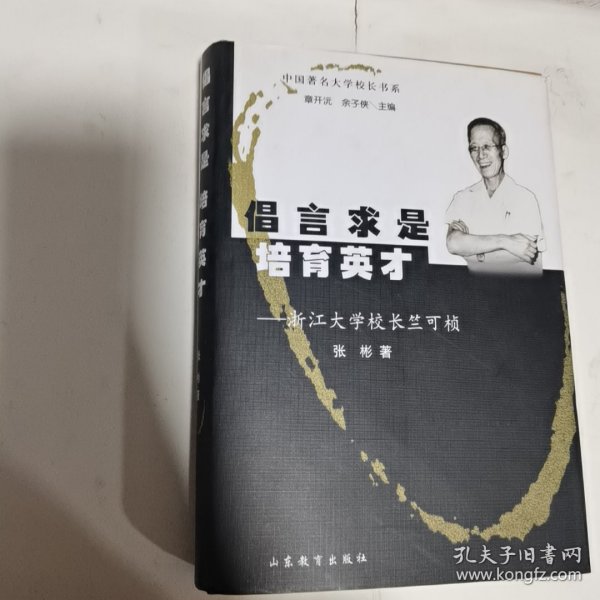 中国著名大学校长书系
章开沅 余子侠／主编
倡言求是
培育英才
——浙江大学校长竺可桢
张 彬 著
山东教育出版社
倡言求是 培育英才
孔夫子旧书网
www.kongfz.com